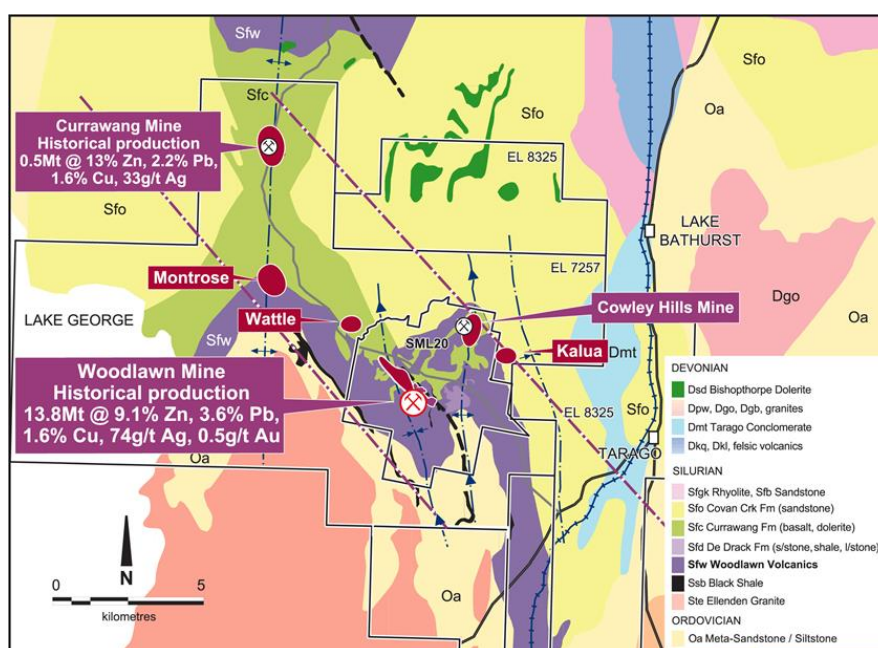 Sfw
Sfc
Sfo
Sfo
Oa
Currawang Mine
Historical production
0.5Mt @ 13% Zn, 2.2% Pb,
1.6% Cu, 33g/t Ag
EL 8325
Sfo
LAKE
BATHURST
Montrose
EL 7257
Dgo
LAKE GEORGE
Wattle
Cowley Hills Mine
Oa
Sfw
SML20
Kalua
Dmt
Woodlawn Mine
Historical production
13.8Mt @ 9.1% Zn, 3.6% Pb,
1.6% Cu, 74g/t Ag, 0.5g/t Au
EL 8325
Sfo
TARAGO
Oa
Oa
N
0 5
kilometres
DEVONIAN
Dsd Bishopthorpe Dolerite
Dpw, Dgo, Dgb, granites
Dmt Tarago Conclomerate
Dkq, Dkl, felsic volcanics
SILURIAN
Sfgk Rhyolite, Sfb Sandstone
Sfo Covan Crk Fm (sandstone)
Sfc Currawang Fm (basalt, dolerite)
Sfd De Drack Fm (s/stone, shale, l/stone)
Sfw Woodlawn Volcanics
Ssb Black Shale
Ste Ellenden Granite
ORDOVICIAN
Oa Meta-Sandstone / Siltstone